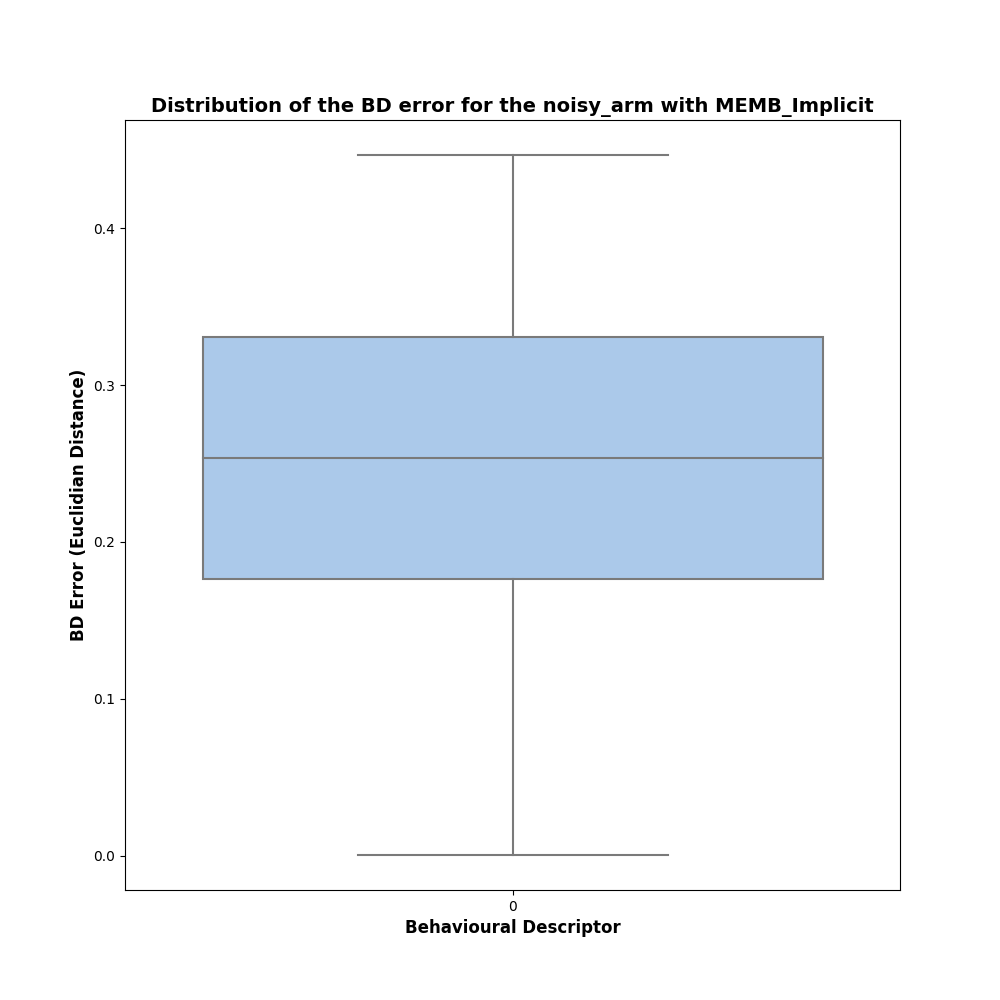 Distribution of the BD error for the noisy_arm with MEMB_Implicit
BD Error (Euclidian Distance)
0.4
0.3
0.2
0.1
0.0
0
Behavioural Descriptor